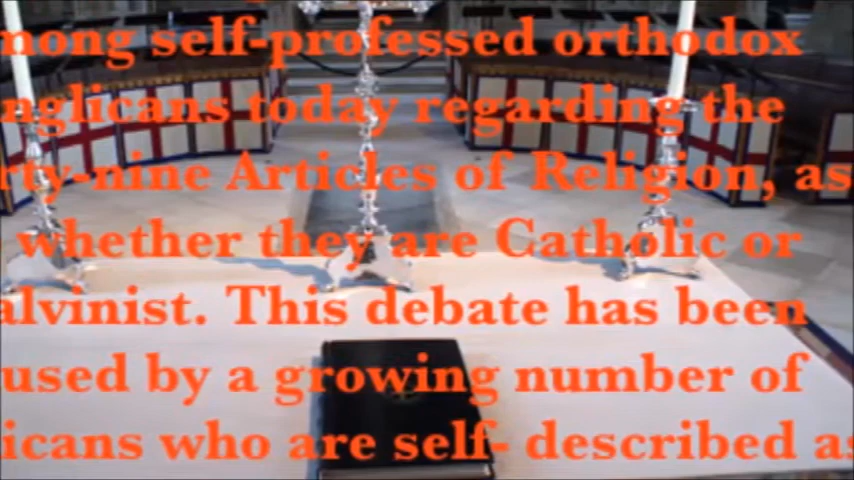 mong self-professed orthodox
nglicans today regarding the
rty-nine Articles of Religion, as
whether they are Catholic or
alvinist. This debate has been
used by a growing number of
icans who are self- described as